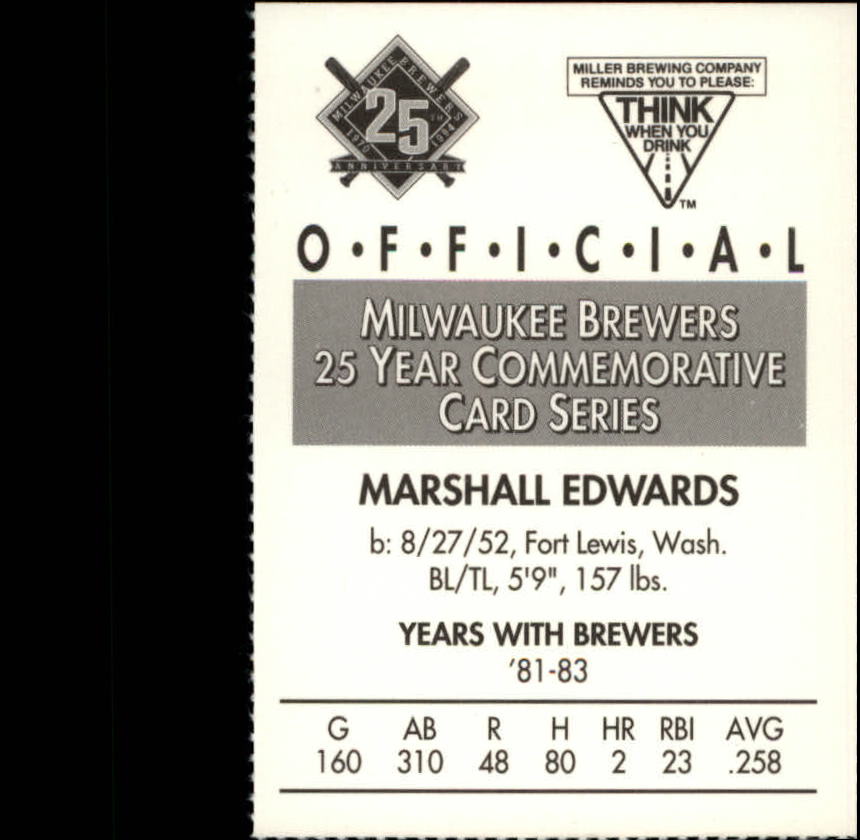 MILWAUKEE BREWERS
25TH
1970 1994
ANNIVERSARY
MILLER BREWING COMPANY
REMINDS YOU TO PLEASE:
THINK
WHEN YOU
DRINK
TM
O•F•F•I•C•I•A•L
MILWAUKEE BREWERS
25 YEAR COMMEMORATIVE
CARD SERIES
MARSHALL EDWARDS
b: 8/27/52, Fort Lewis, Wash.
BL/TL, 5'9", 157 lbs.
YEARS WITH BREWERS
'81-83
G AB R H HR RBI AVG
160 310 48 80 2 23 .258